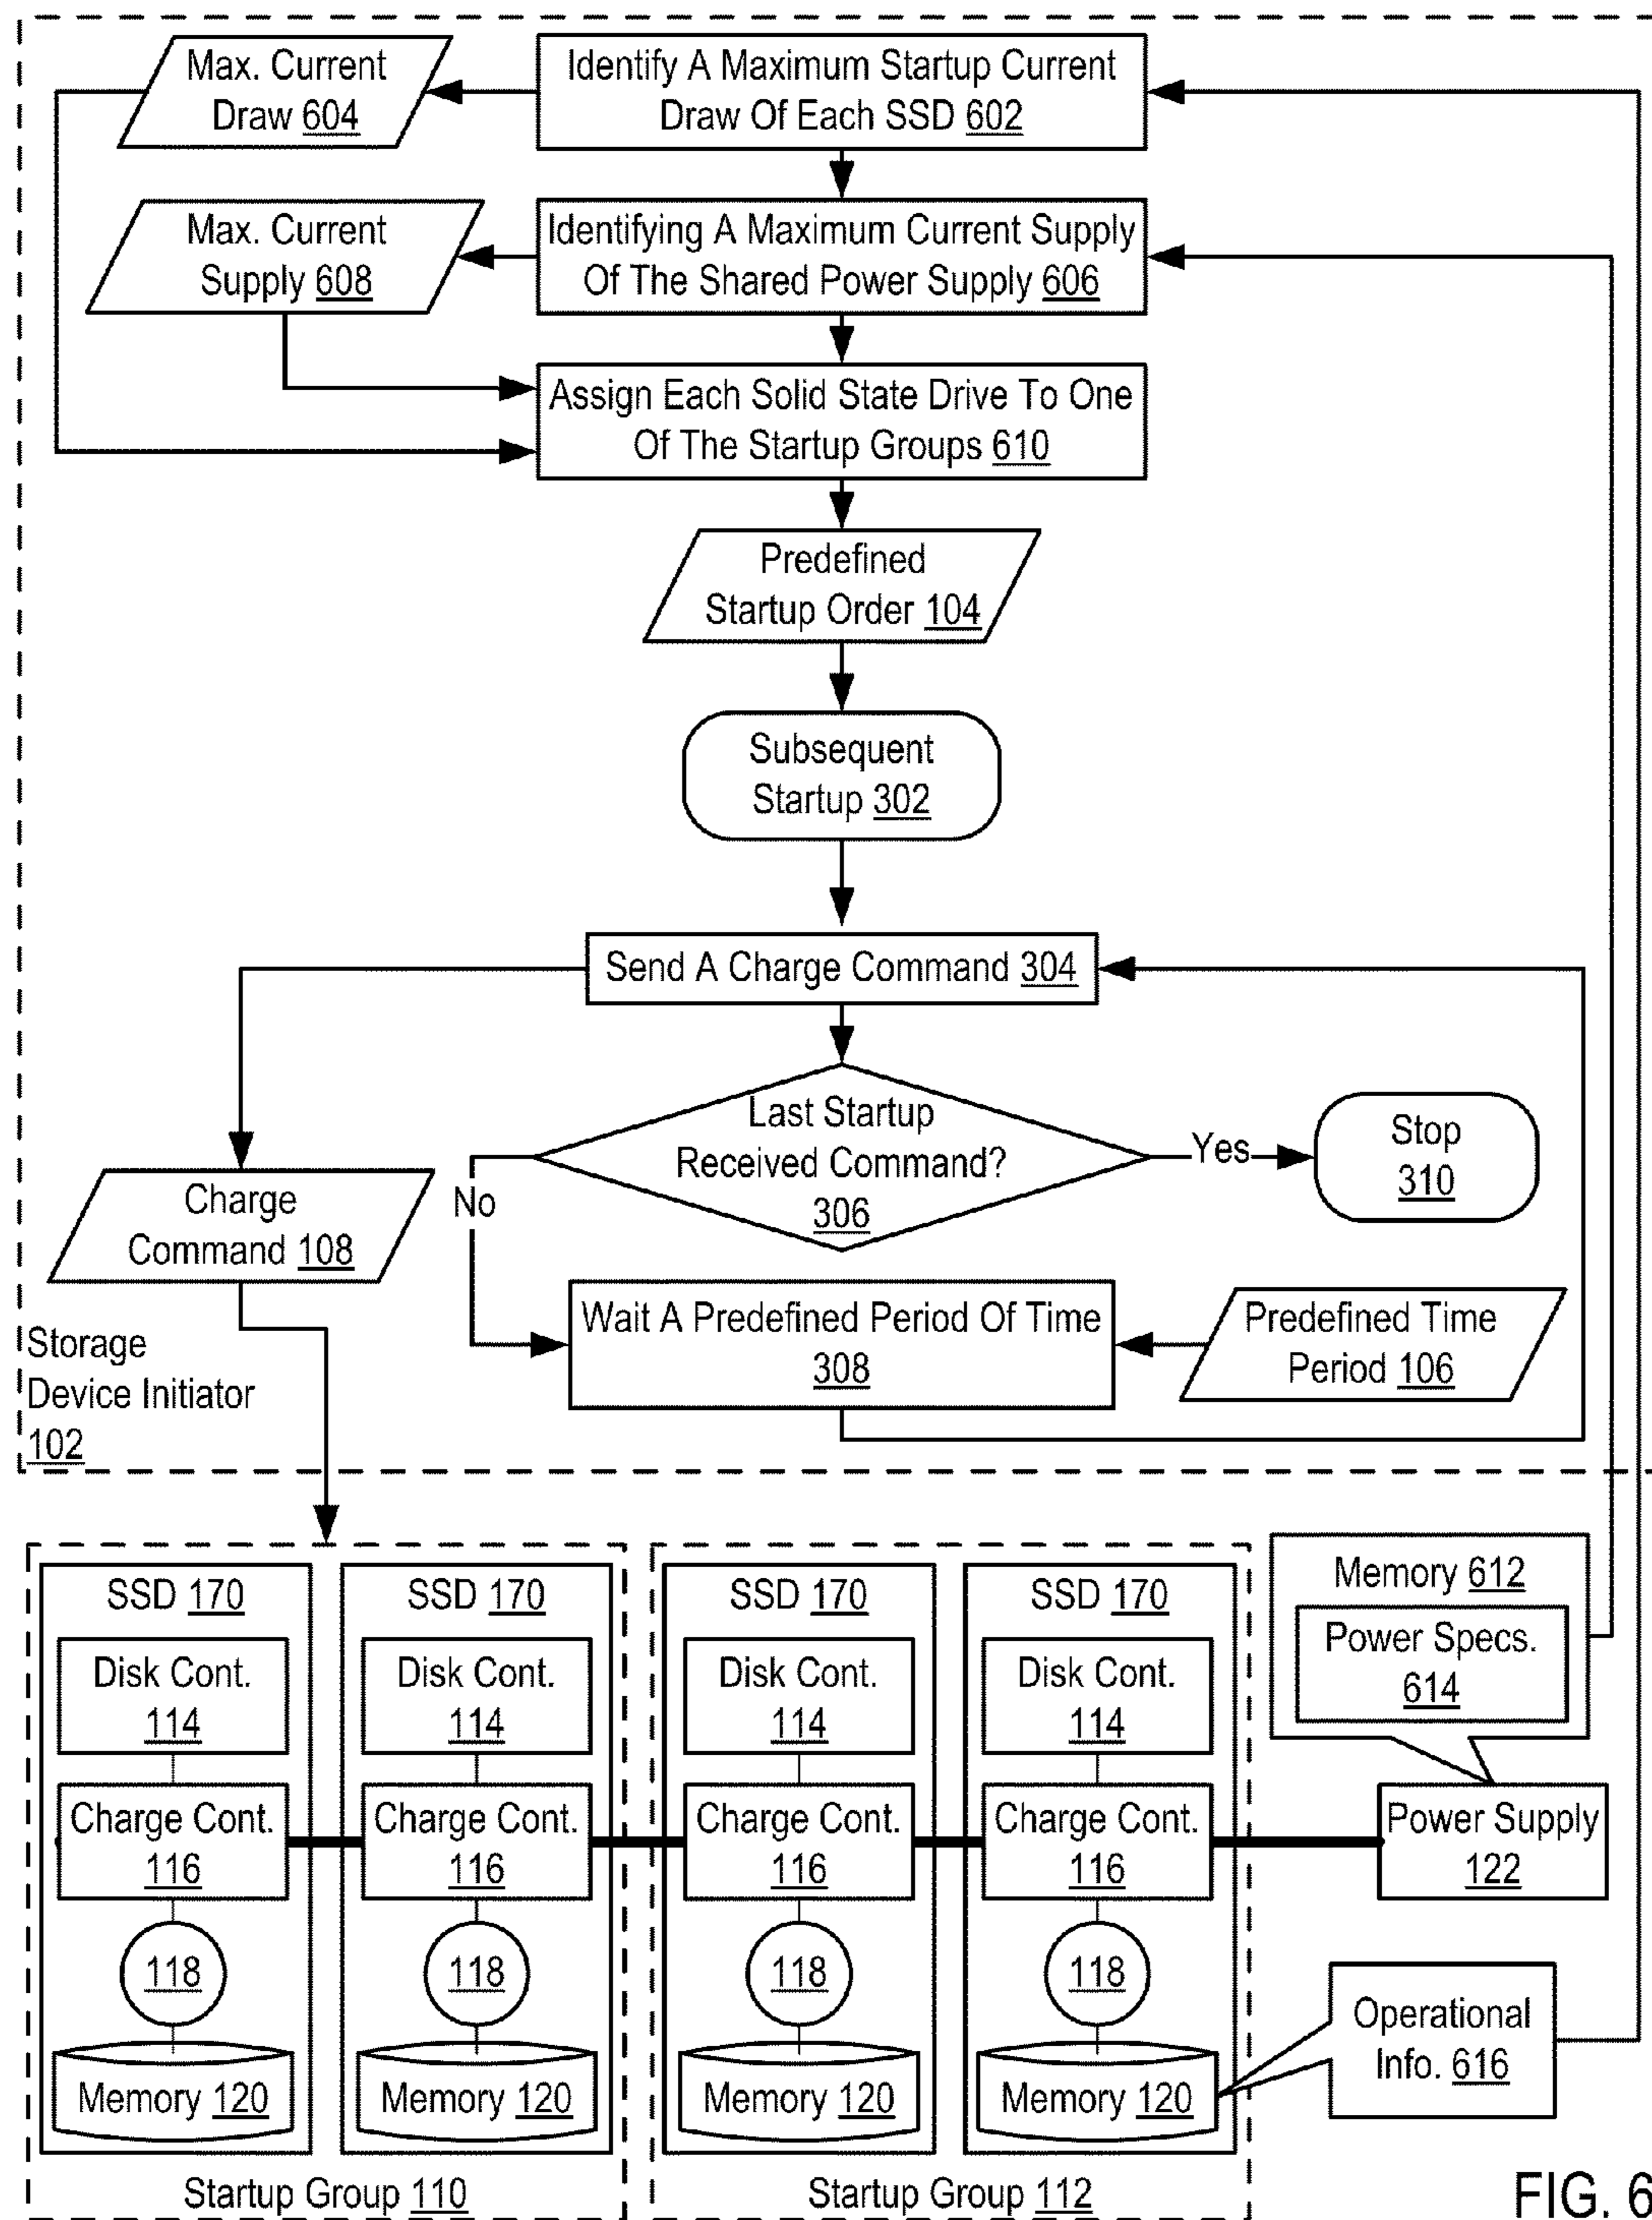 Max. Current
Draw 604
Identify A Maximum Startup Current
Draw Of Each SSD 602
Max. Current
Supply 608
Identifying A Maximum Current Supply
Of The Shared Power Supply 606
Assign Each Solid State Drive To One
Of The Startup Groups 610
Predefined
Startup Order 104
Subsequent
Startup 302
Send A Charge Command 304
Last Startup
Received Command?
306
Yes
Stop
310
No
Charge
Command 108
Wait A Predefined Period Of Time
308
Predefined Time
Period 106
Storage
Device Initiator
102
SSD 170
Disk Cont.
114
Charge Cont.
116
118
Memory 120
SSD 170
Disk Cont.
114
Charge Cont.
116
118
Memory 120
Startup Group 110
SSD 170
Disk Cont.
114
Charge Cont.
116
118
Memory 120
SSD 170
Disk Cont.
114
Charge Cont.
116
118
Memory 120
Startup Group 112
Memory 612
Power Specs.
614
Power Supply
122
Operational
Info. 616
FIG. 6